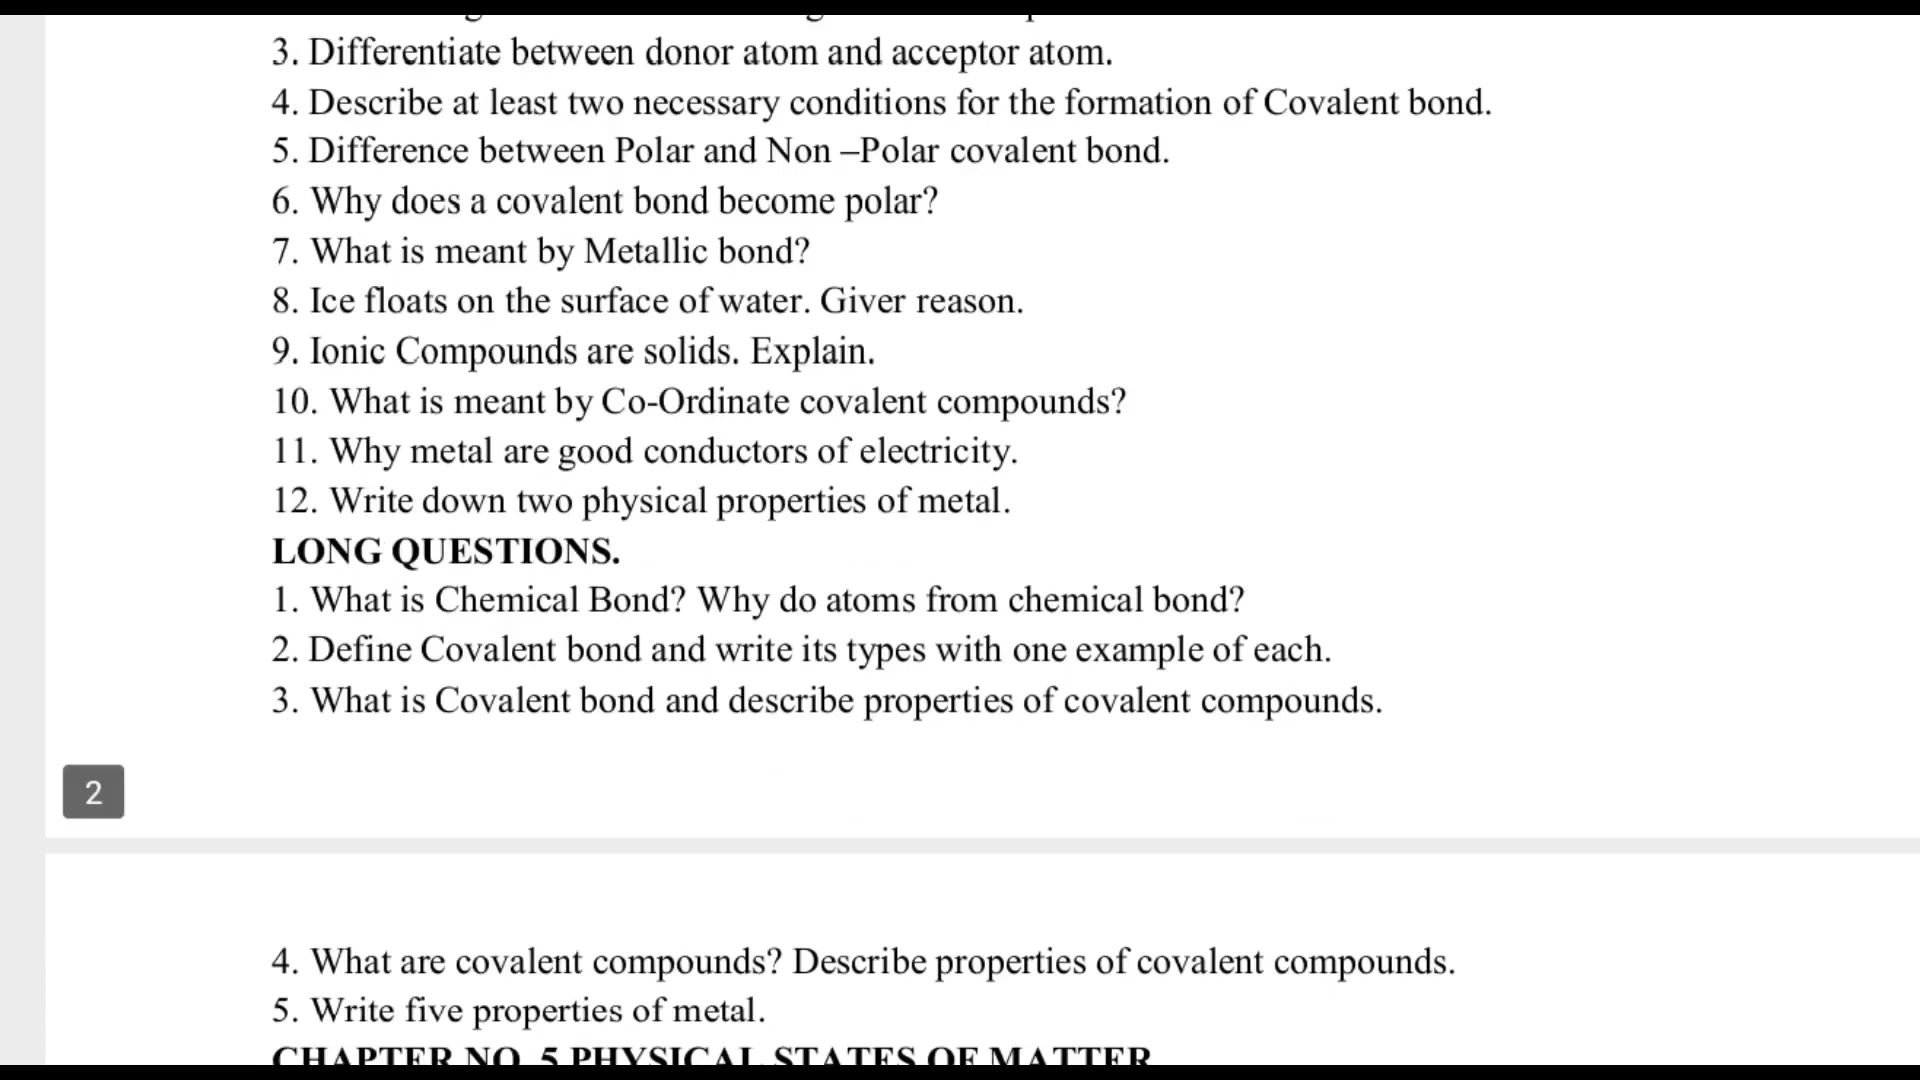 3. Differentiate between donor atom and acceptor atom.
4. Describe at least two necessary conditions for the formation of Covalent bond.
5. Difference between Polar and Non –Polar covalent bond.
6. Why does a covalent bond become polar?
7. What is meant by Metallic bond?
8. Ice floats on the surface of water. Giver reason.
9. Ionic Compounds are solids. Explain.
10. What is meant by Co-Ordinate covalent compounds?
11. Why metal are good conductors of electricity.
12. Write down two physical properties of metal.
LONG QUESTIONS.
1. What is Chemical Bond? Why do atoms from chemical bond?
2. Define Covalent bond and write its types with one example of each.
3. What is Covalent bond and describe properties of covalent compounds.
2
4. What are covalent compounds? Describe properties of covalent compounds.
5. Write five properties of metal.
CHAPTER NO. 5 PHYSICAL STATES OF MATTER